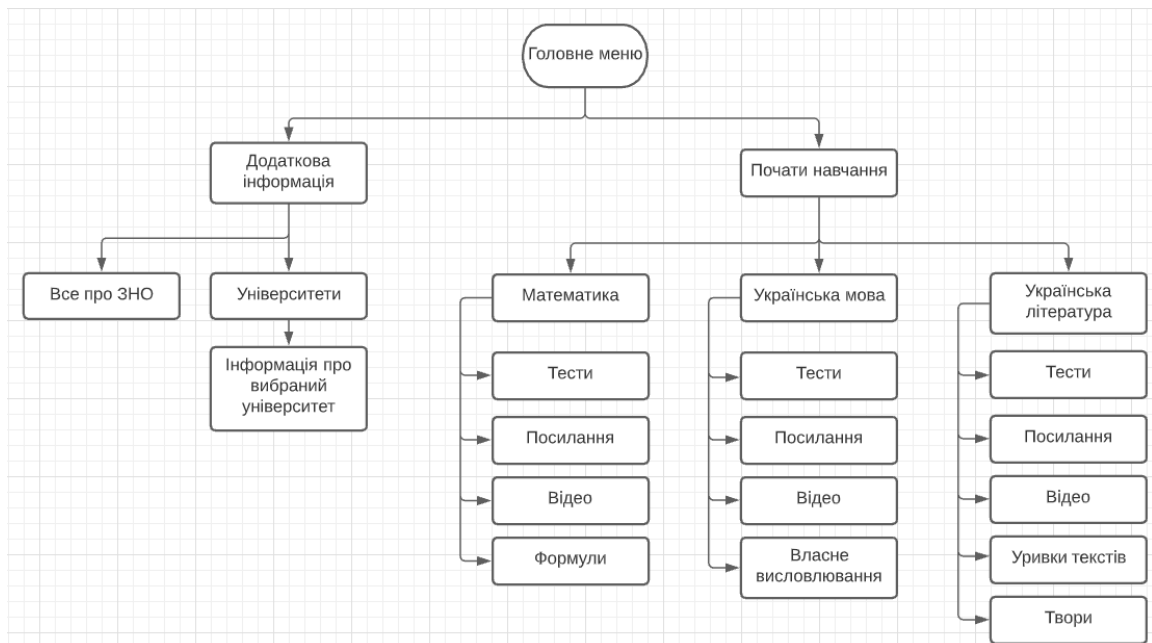 Головне меню
Додаткова
інформація
Почати навчання
Все про ЗНО
Університети
Інформація про
вибраний
університет
Математика
Тести
Посилання
Відео
Формули
Українська мова
Тести
Посилання
Відео
Власне
висловлювання
Українська
література
Тести
Посилання
Відео
Уривки текстів
Твори